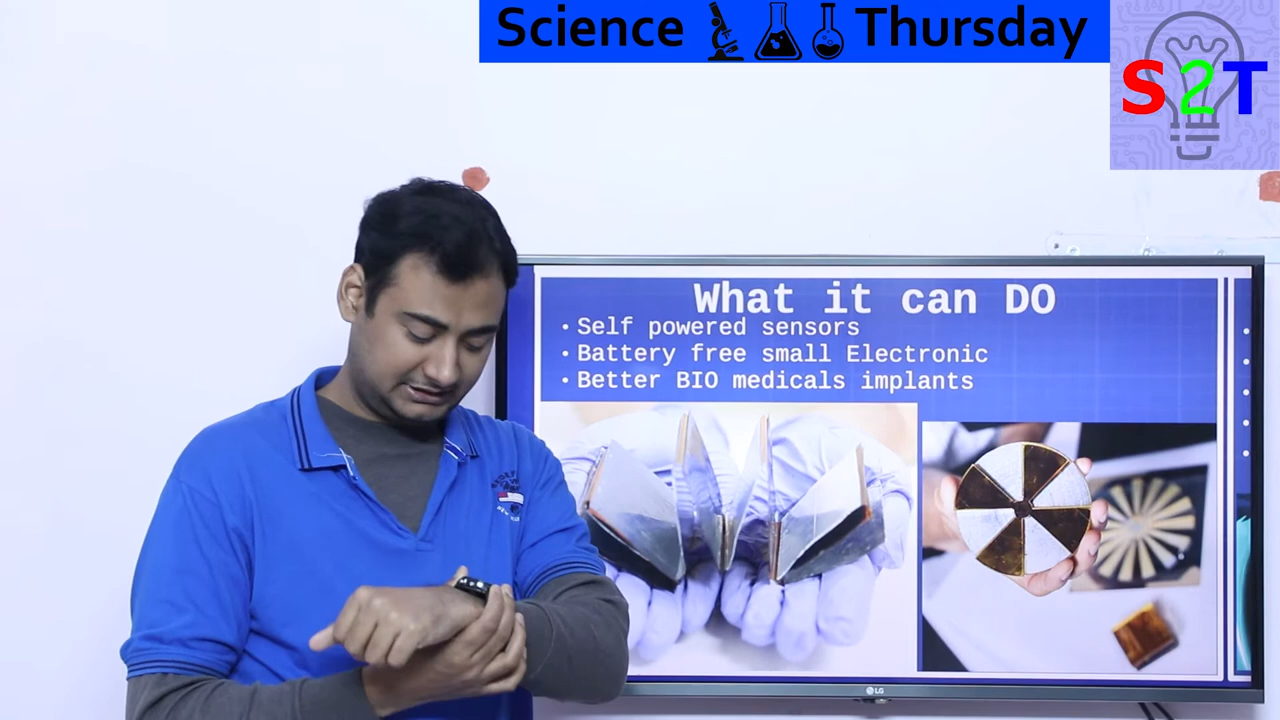 Science Thursday
S2T
What it can DO
• Self powered sensors
• Battery free small Electronic
• Better BIO medicals implants
LG